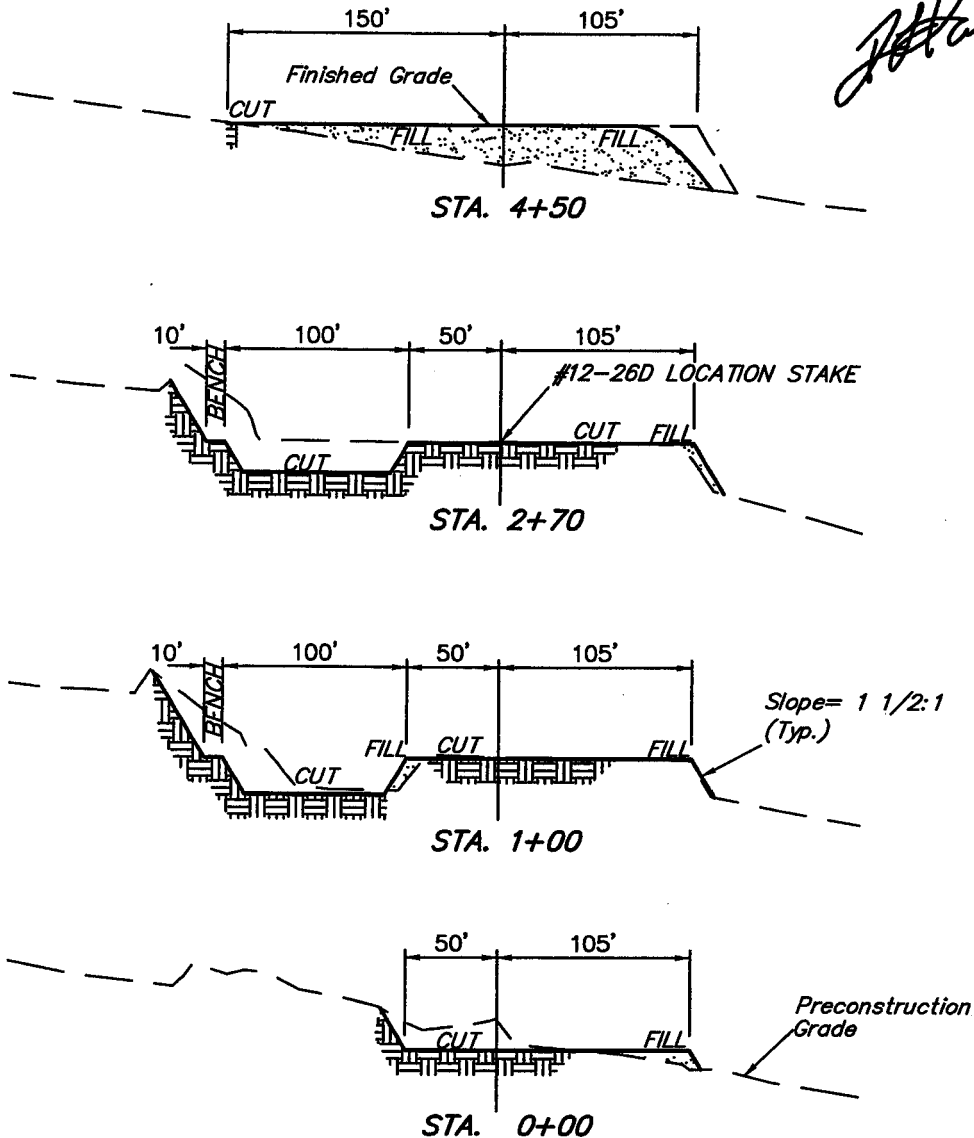 150' 105'
Finished Grade
CUT
FILL FILL
STA. 4+50
10' 100' 50' 105'
BENCH
#12-26D LOCATION STAKE
CUT FILL
CUT
STA. 2+70
10' 100' 50' 105'
BENCH
Slope= 1 1/2:1
(Typ.)
FILL CUT FILL
CUT
STA. 1+00
50' 105'
Preconstruction
Grade
CUT FILL
STA. 0+00